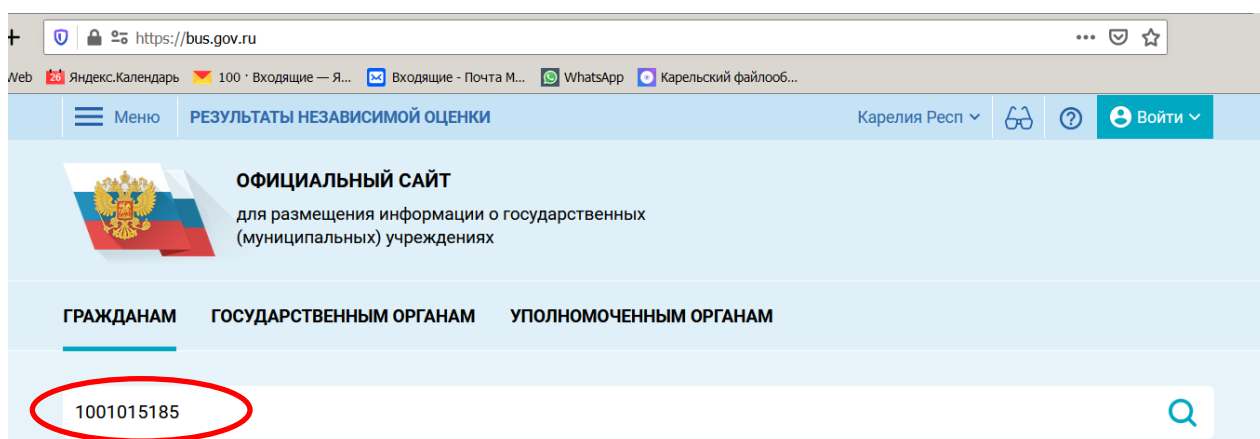 https://bus.gov.ru
Web 26 Яндекс.Календарь 100 · Входящие — Я... Входящие - Почта М... WhatsApp Карельский файлооб...
Меню РЕЗУЛЬТАТЫ НЕЗАВИСИМОЙ ОЦЕНКИ Карелия Респ Войти
ОФИЦИАЛЬНЫЙ САЙТ
для размещения информации о государственных
(муниципальных) учреждениях
ГРАЖДАНАМ ГОСУДАРСТВЕННЫМ ОРГАНАМ УПОЛНОМОЧЕННЫМ ОРГАНАМ
1001015185